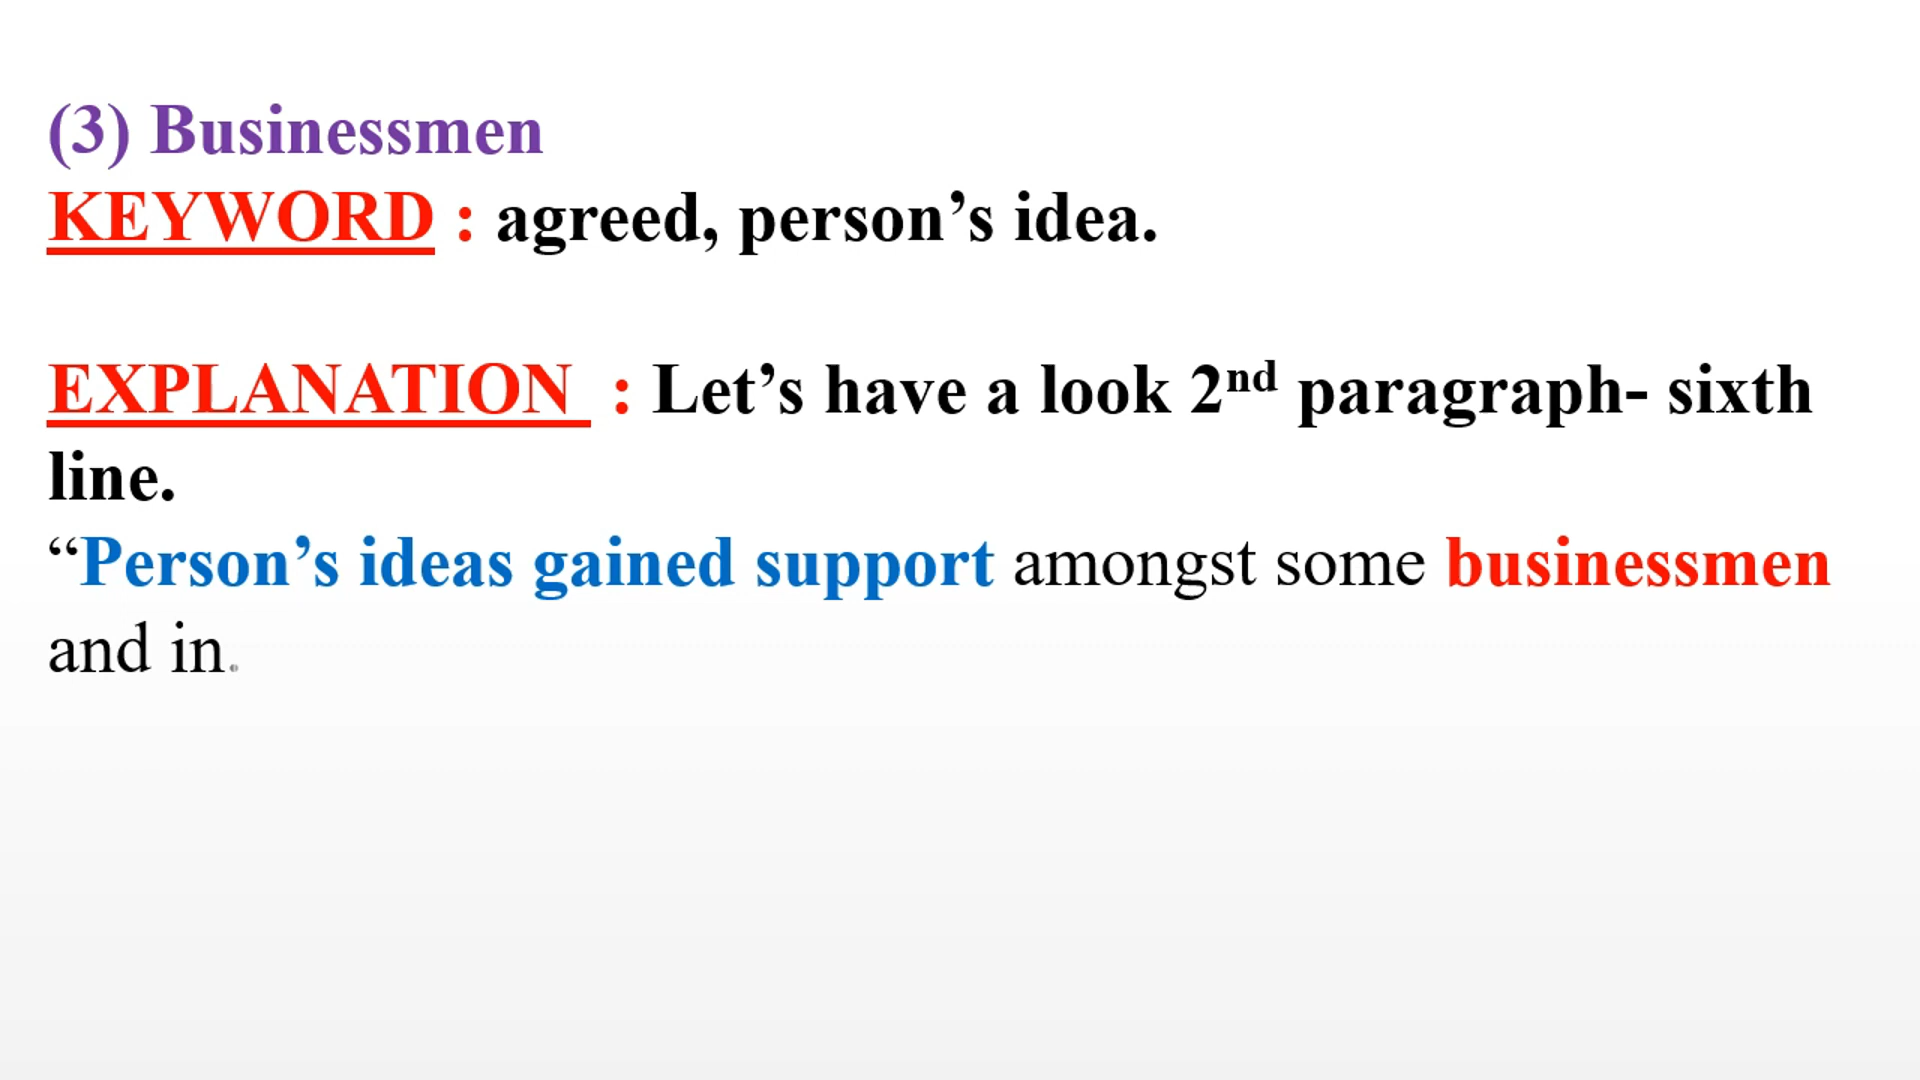 (3) Businessmen
KEYWORD : agreed, person’s idea.
EXPLANATION : Let’s have a look 2nd paragraph- sixth
line.
“Person’s ideas gained support amongst some businessmen
and in.